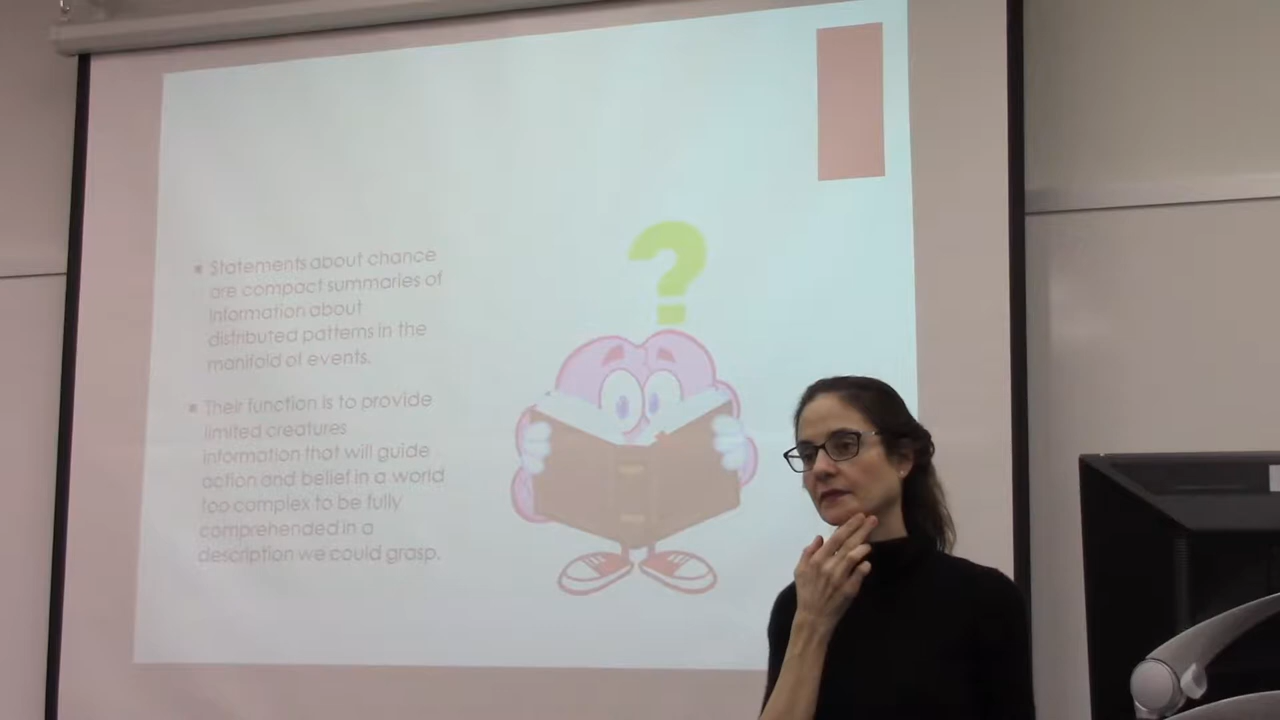 Statements about chance
are compact summaries of
information about
distributed patterns in the
manifold of events.
Their function is to provide
limited creatures
information that will guide
action and belief in a world
too complex to be fully
comprehended in a
description we could grasp.
?